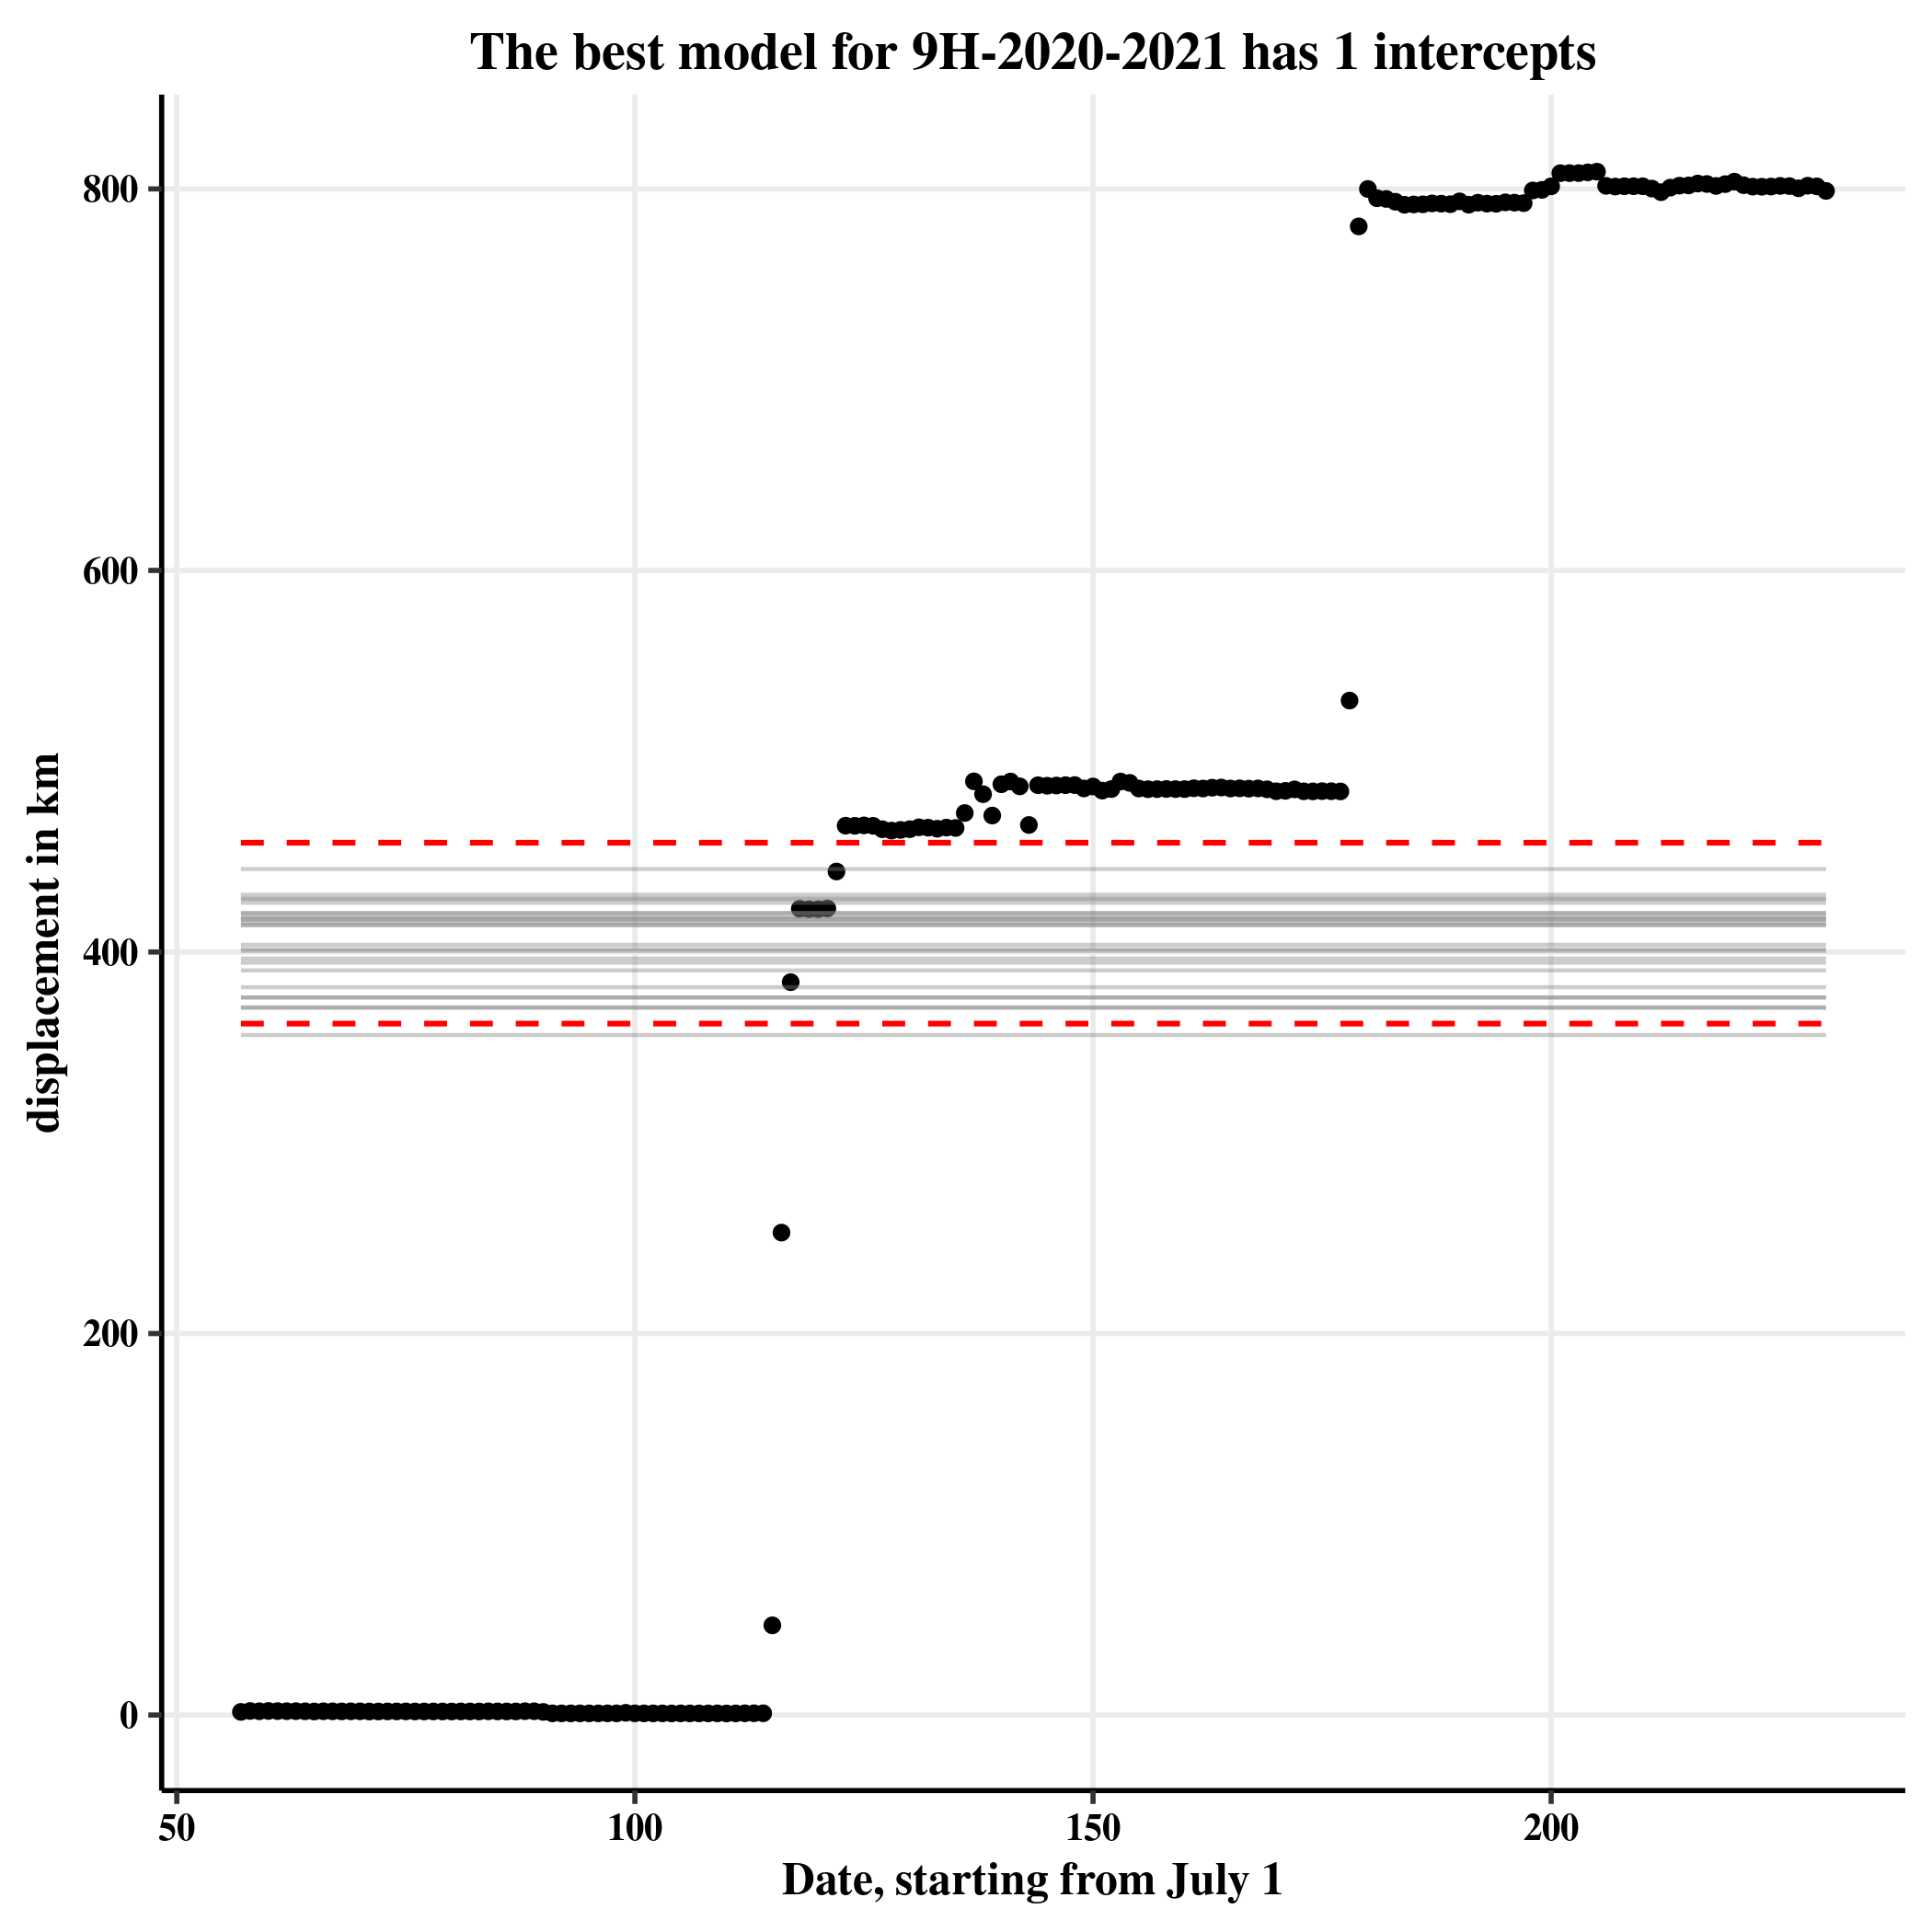 The best model for 9H-2020-2021 has 1 intercepts
displacement in km
800
600
400
200
0
50 100 150 200
Date, starting from July 1